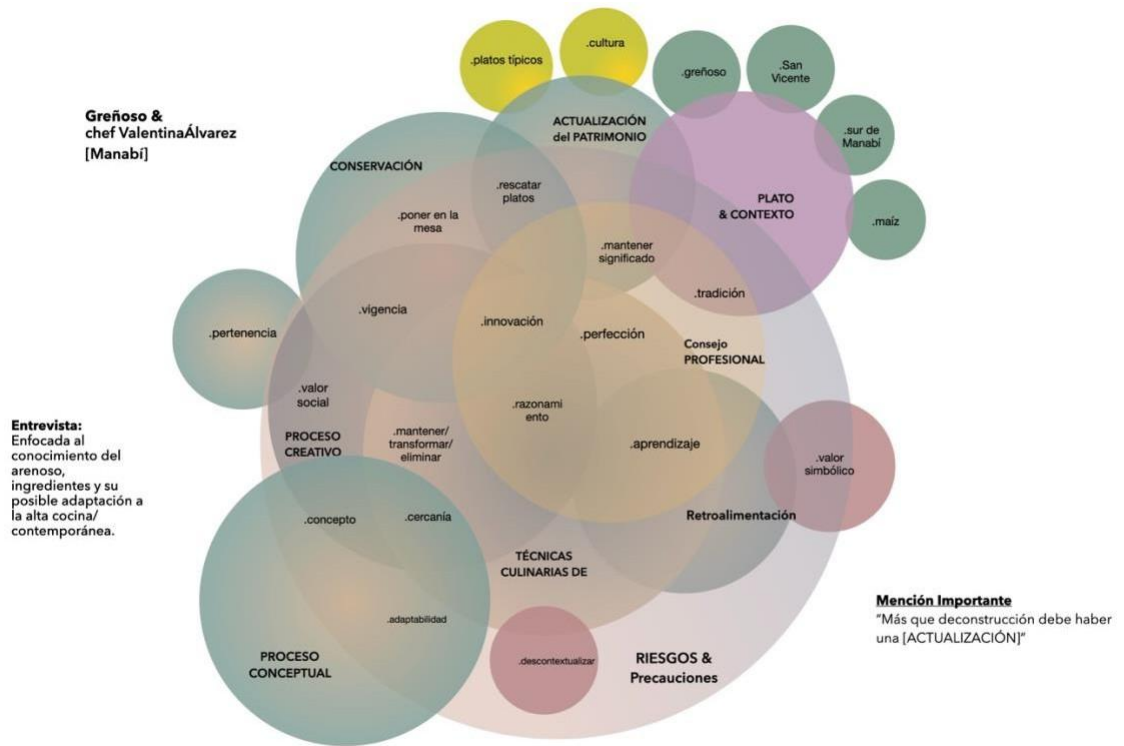 Greñoso &
chef ValentinaÁlvarez
[Manabí]
.platos típicos
.cultura
.greñoso
.San
Vicente
.sur de
Manabí
.maíz
ACTUALIZACIÓN
del PATRIMONIO
CONSERVACIÓN
.rescatar
platos
PLATO
& CONTEXTO
.poner en la
mesa
.mantener
significado
.tradición
.pertenencia
.vigencia
.innovación
.perfección
Consejo
PROFESIONAL
.valor
social
.razonami
ento
PROCESO
CREATIVO
.mantener/
transformar/
eliminar
.aprendizaje
.valor
simbólico
Entrevista:
Enfocada al
conocimiento del
arenoso,
ingredientes y su
posible adaptación a
la alta cocina/
contemporánea.
.concepto
.cercanía
Retroalimentación
TÉCNICAS
CULINARIAS DE
.adaptabilidad
PROCESO
CONCEPTUAL
.descontextualizar
RIESGOS &
Precauciones
Mención Importante
"Más que deconstrucción debe haber
una [ACTUALIZACIÓN]"